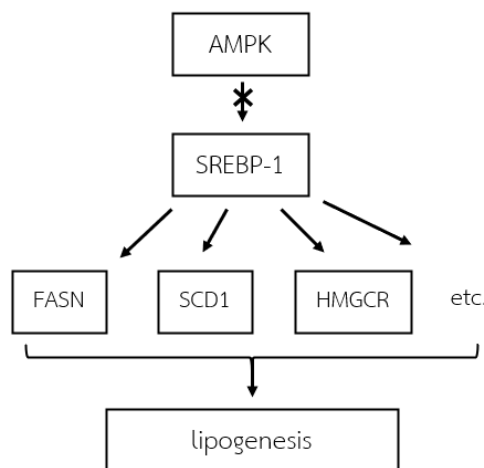 AMPK
SREBP-1
FASN SCD1 HMGCR etc.
lipogenesis